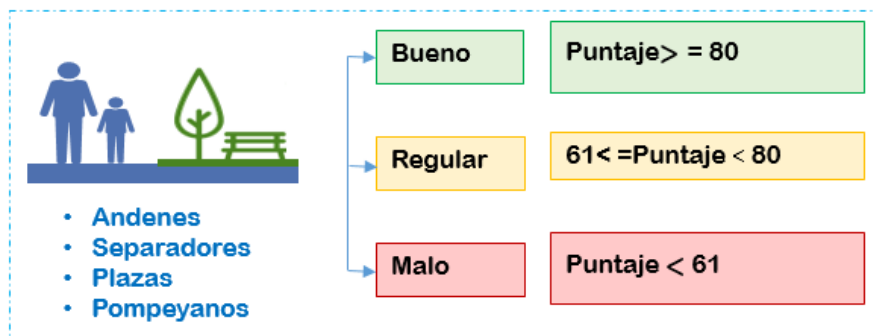 Bueno
Puntaje> = 80
Regular
61< =Puntaje < 80
Malo
Puntaje < 61
• Andenes
• Separadores
• Plazas
• Pompeyanos